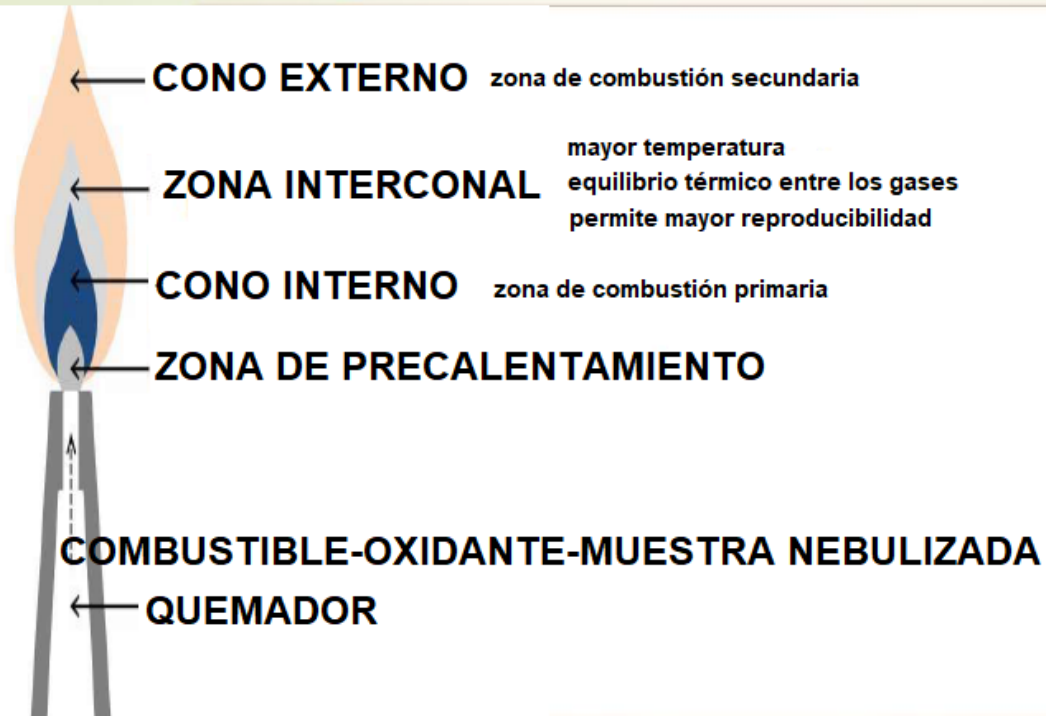 CONO EXTERNO zona de combustión secundaria
mayor temperatura
ZONA INTERCONAL equilibrio térmico entre los gases
permite mayor reproducibilidad
CONO INTERNO zona de combustión primaria
ZONA DE PRECALENTAMIENTO
COMBUSTIBLE-OXIDANTE-MUESTRA NEBULIZADA
QUEMADOR